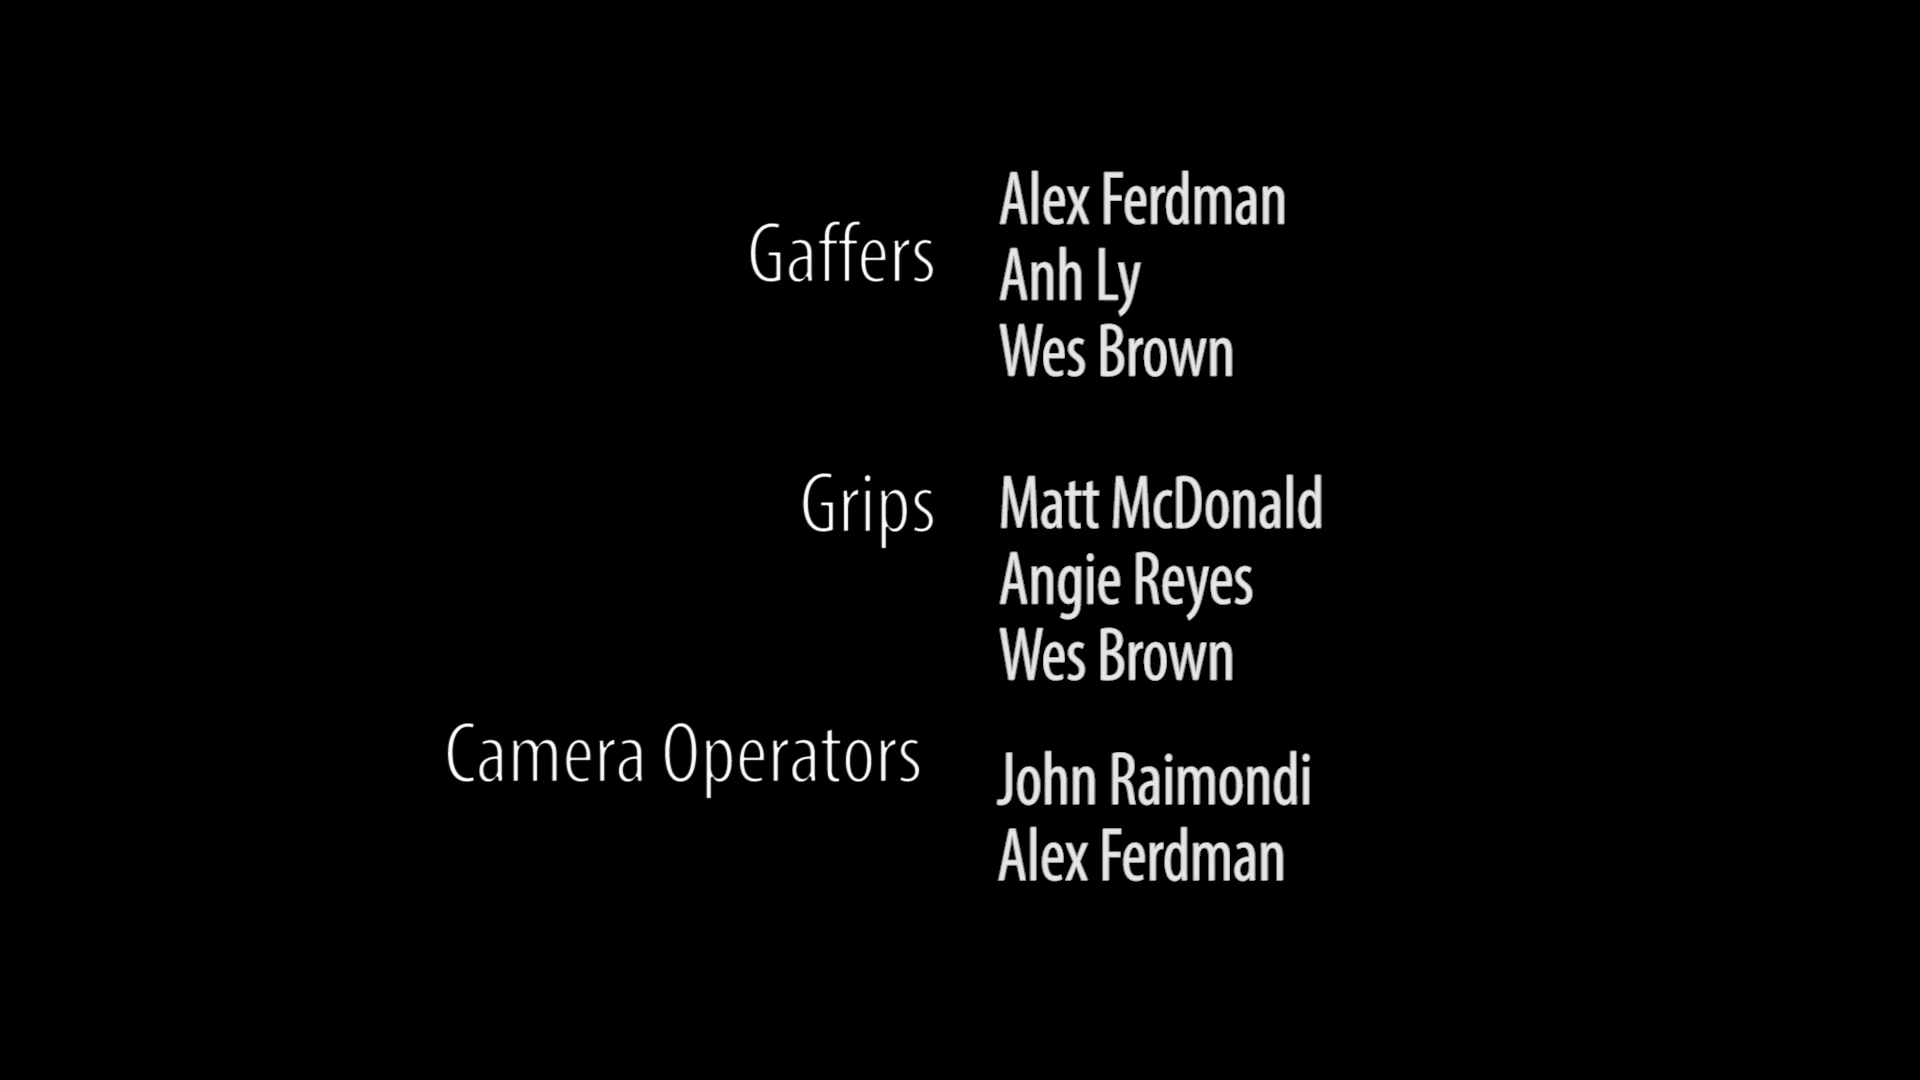 Gaffers
Alex Ferdman
Anh Ly
Wes Brown
Grips
Matt McDonald
Angie Reyes
Wes Brown
Camera Operators
John Raimondi
Alex Ferdman